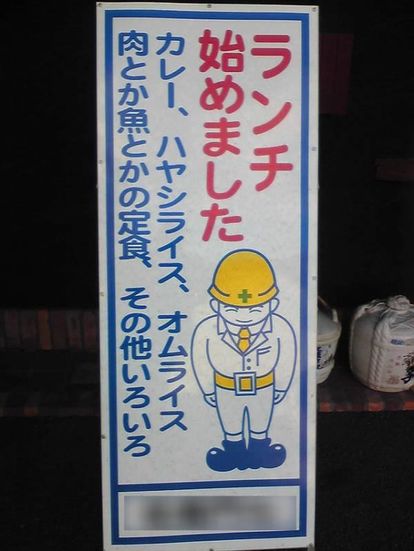 ランチ
始めました
カレー、ハヤシライス、オムライス
肉とか魚とかの定食、その他いろいろ